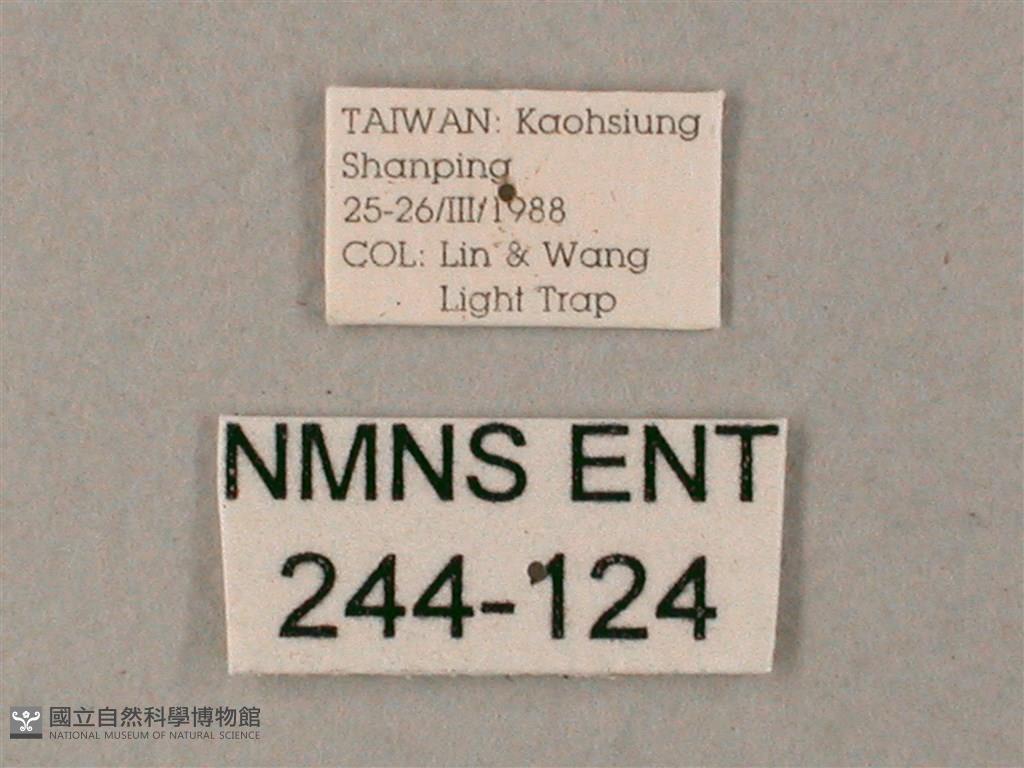 TAIWAN: Kaohsiung
Shanping
25-26/III/1988
COL: Lin & Wang
Light Trap
NMNS ENT
244-124
國立自然科學博物館
NATIONAL MUSEUM OF NATURAL SCIENCE